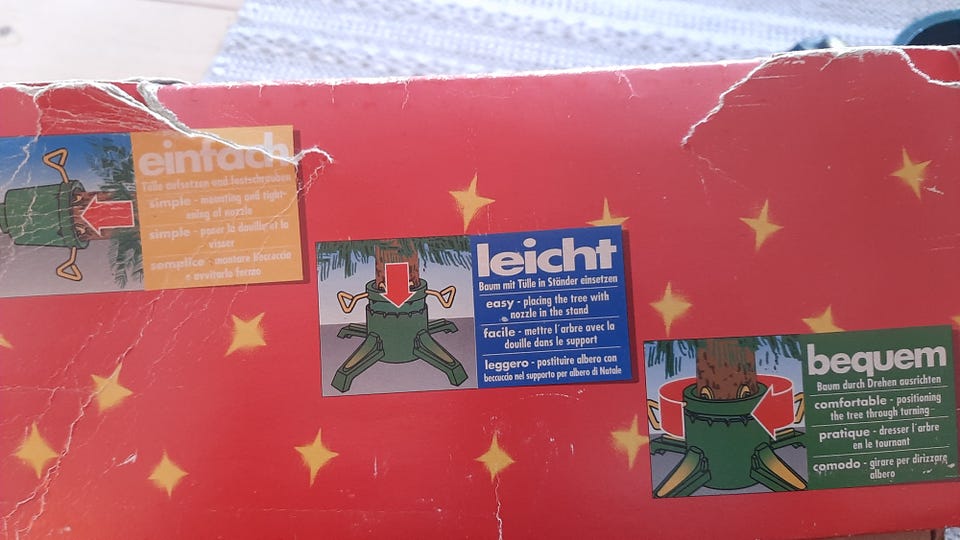 einfach
Tülle aufsetzen und festschrauben
simple - mounting and tight-
ening of nozzle
simple - poser la douille et la
visser
semplice - montare beccuccio
e avvitarlo fermo
leicht
Baum mit Tülle in Ständer einsetzen
easy - placing the tree with
nozzle in the stand
facile - mettre l'arbre avec la
douille dans le support
leggero - postituire albero con
beccuccio nel supporto per albero di Natale
bequem
Baum durch Drehen ausrichten
comfortable - positioning
the tree through turning
pratique - dresser l'arbre
en le tournant
comodo - girare per dirizzare
albero